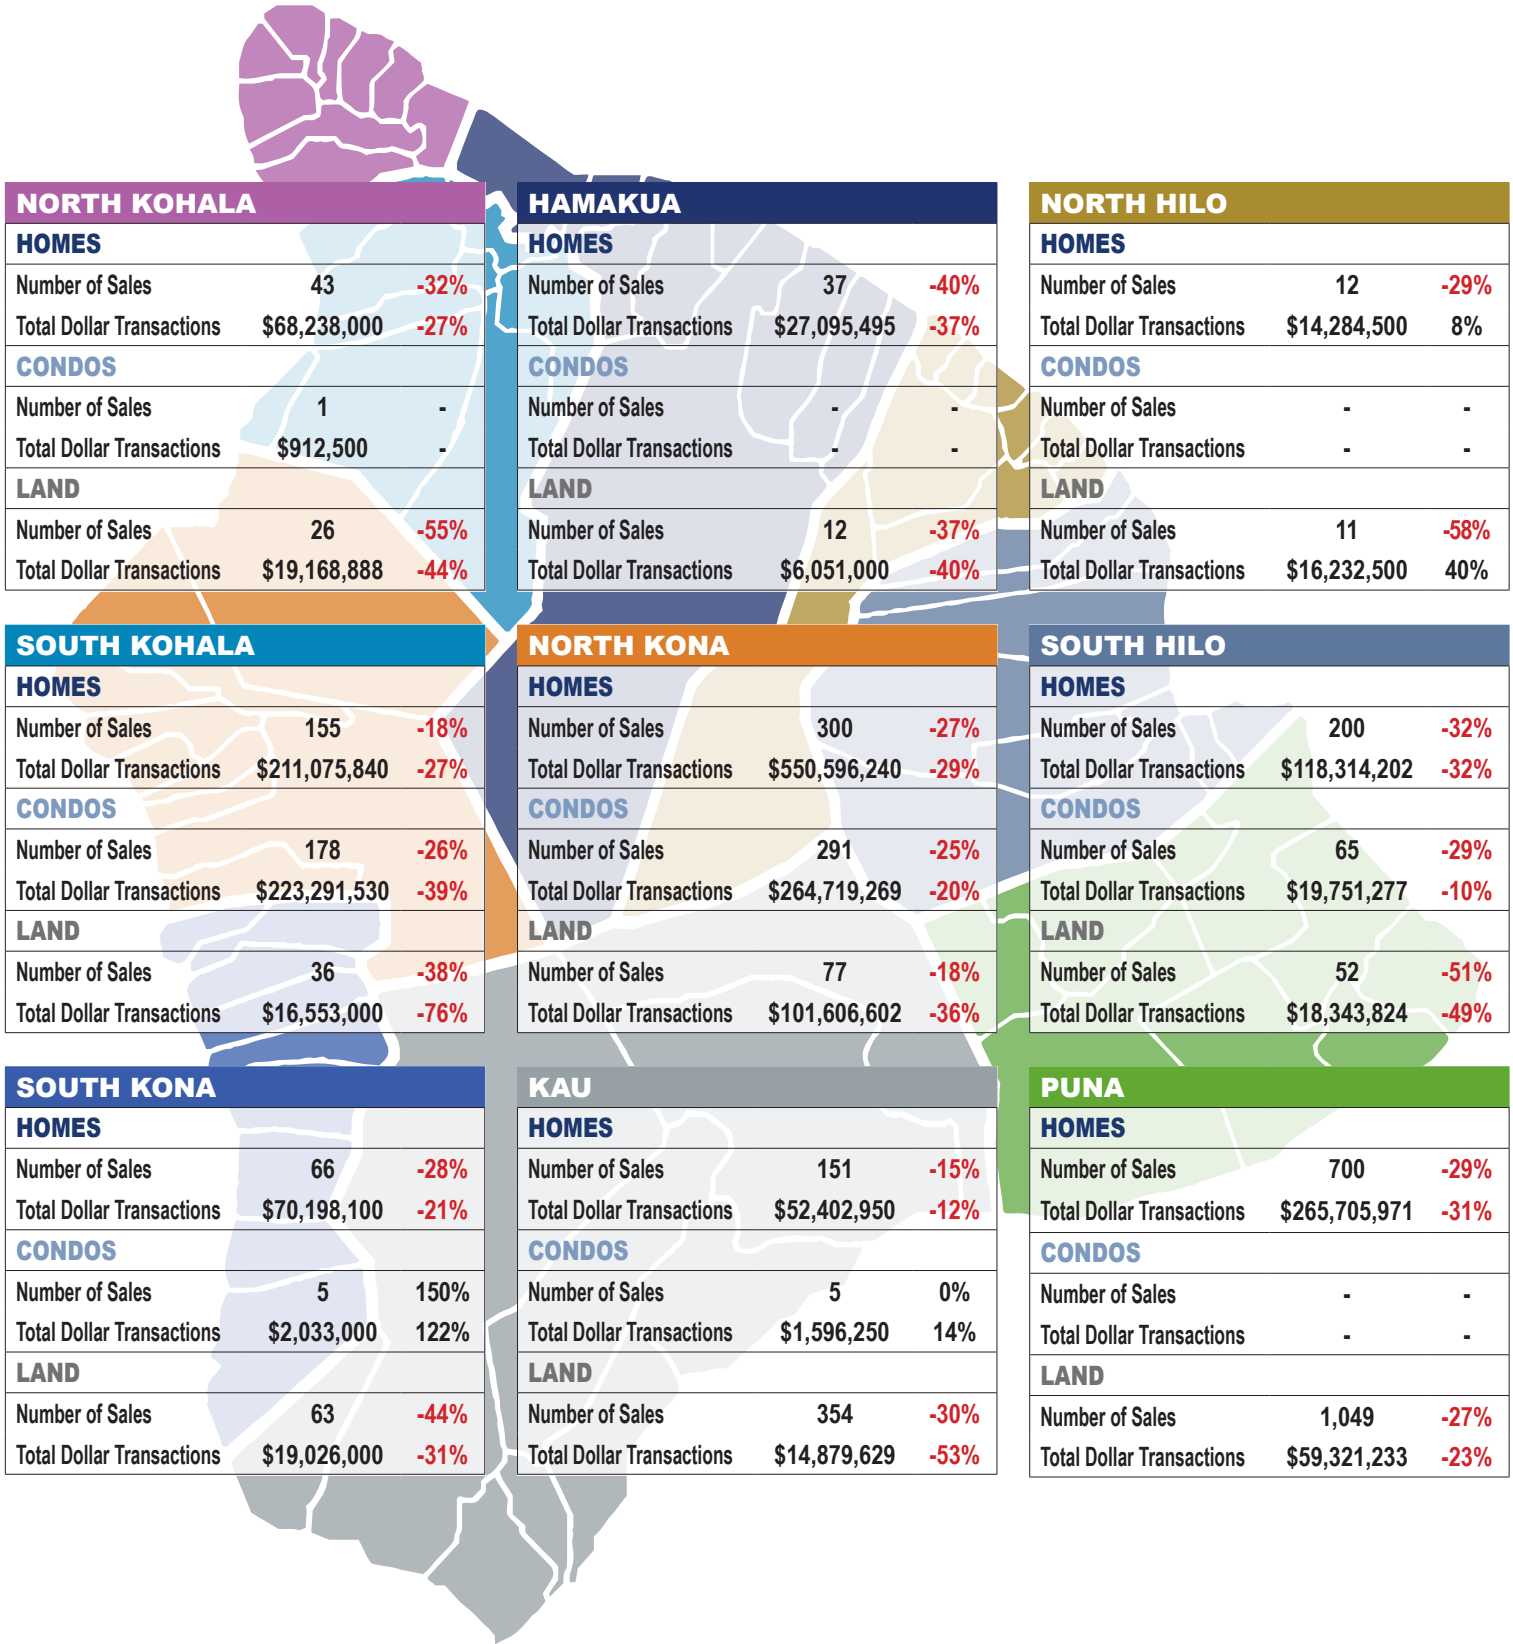 NORTH KOHALA
HOMES
Number of Sales 43 -32%
Total Dollar Transactions $68,238,000 -27%
CONDOS
Number of Sales 1 -
Total Dollar Transactions $912,500 -
LAND
Number of Sales 26 -55%
Total Dollar Transactions $19,168,888 -44%
HAMAKUA
HOMES
Number of Sales 37 -40%
Total Dollar Transactions $27,095,495 -37%
CONDOS
Number of Sales - -
Total Dollar Transactions - -
LAND
Number of Sales 12 -37%
Total Dollar Transactions $6,051,000 -40%
NORTH HILO
HOMES
Number of Sales 12 -29%
Total Dollar Transactions $14,284,500 8%
CONDOS
Number of Sales - -
Total Dollar Transactions - -
LAND
Number of Sales 11 -58%
Total Dollar Transactions $16,232,500 40%
SOUTH KOHALA
HOMES
Number of Sales 155 -18%
Total Dollar Transactions $211,075,840 -27%
CONDOS
Number of Sales 178 -26%
Total Dollar Transactions $223,291,530 -39%
LAND
Number of Sales 36 -38%
Total Dollar Transactions $16,553,000 -76%
NORTH KONA
HOMES
Number of Sales 300 -27%
Total Dollar Transactions $550,596,240 -29%
CONDOS
Number of Sales 291 -25%
Total Dollar Transactions $264,719,269 -20%
LAND
Number of Sales 77 -18%
Total Dollar Transactions $101,606,602 -36%
SOUTH HILO
HOMES
Number of Sales 200 -32%
Total Dollar Transactions $118,314,202 -32%
CONDOS
Number of Sales 65 -29%
Total Dollar Transactions $19,751,277 -10%
LAND
Number of Sales 52 -51%
Total Dollar Transactions $18,343,824 -49%
SOUTH KONA
HOMES
Number of Sales 66 -28%
Total Dollar Transactions $70,198,100 -21%
CONDOS
Number of Sales 5 150%
Total Dollar Transactions $2,033,000 122%
LAND
Number of Sales 63 -44%
Total Dollar Transactions $19,026,000 -31%
KAU
HOMES
Number of Sales 151 -15%
Total Dollar Transactions $52,402,950 -12%
CONDOS
Number of Sales 5 0%
Total Dollar Transactions $1,596,250 14%
LAND
Number of Sales 354 -30%
Total Dollar Transactions $14,879,629 -53%
PUNA
HOMES
Number of Sales 700 -29%
Total Dollar Transactions $265,705,971 -31%
CONDOS
Number of Sales - -
Total Dollar Transactions - -
LAND
Number of Sales 1,049 -27%
Total Dollar Transactions $59,321,233 -23%